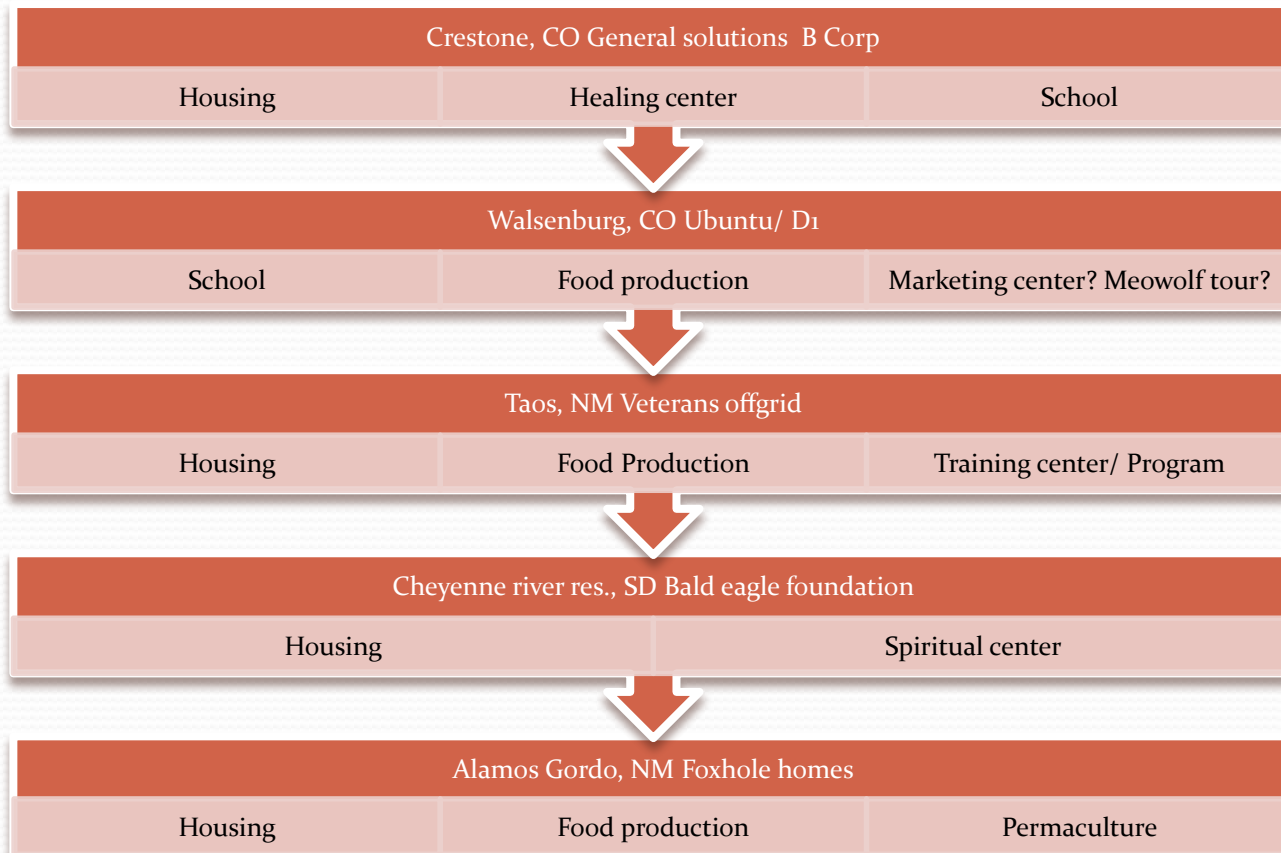 Crestone, CO General solutions  B Corp
Housing
Healing center
School
Walsenburg, CO Ubuntu/ D1
School
Food production
Marketing center? Meowolf tour?
Taos, NM Veterans offgrid
Housing
Food Production
Training center/ Program
Cheyenne river res., SD Bald eagle foundation
Housing
Spiritual center
Alamos Gordo, NM Foxhole homes
Housing
Food production
Permaculture